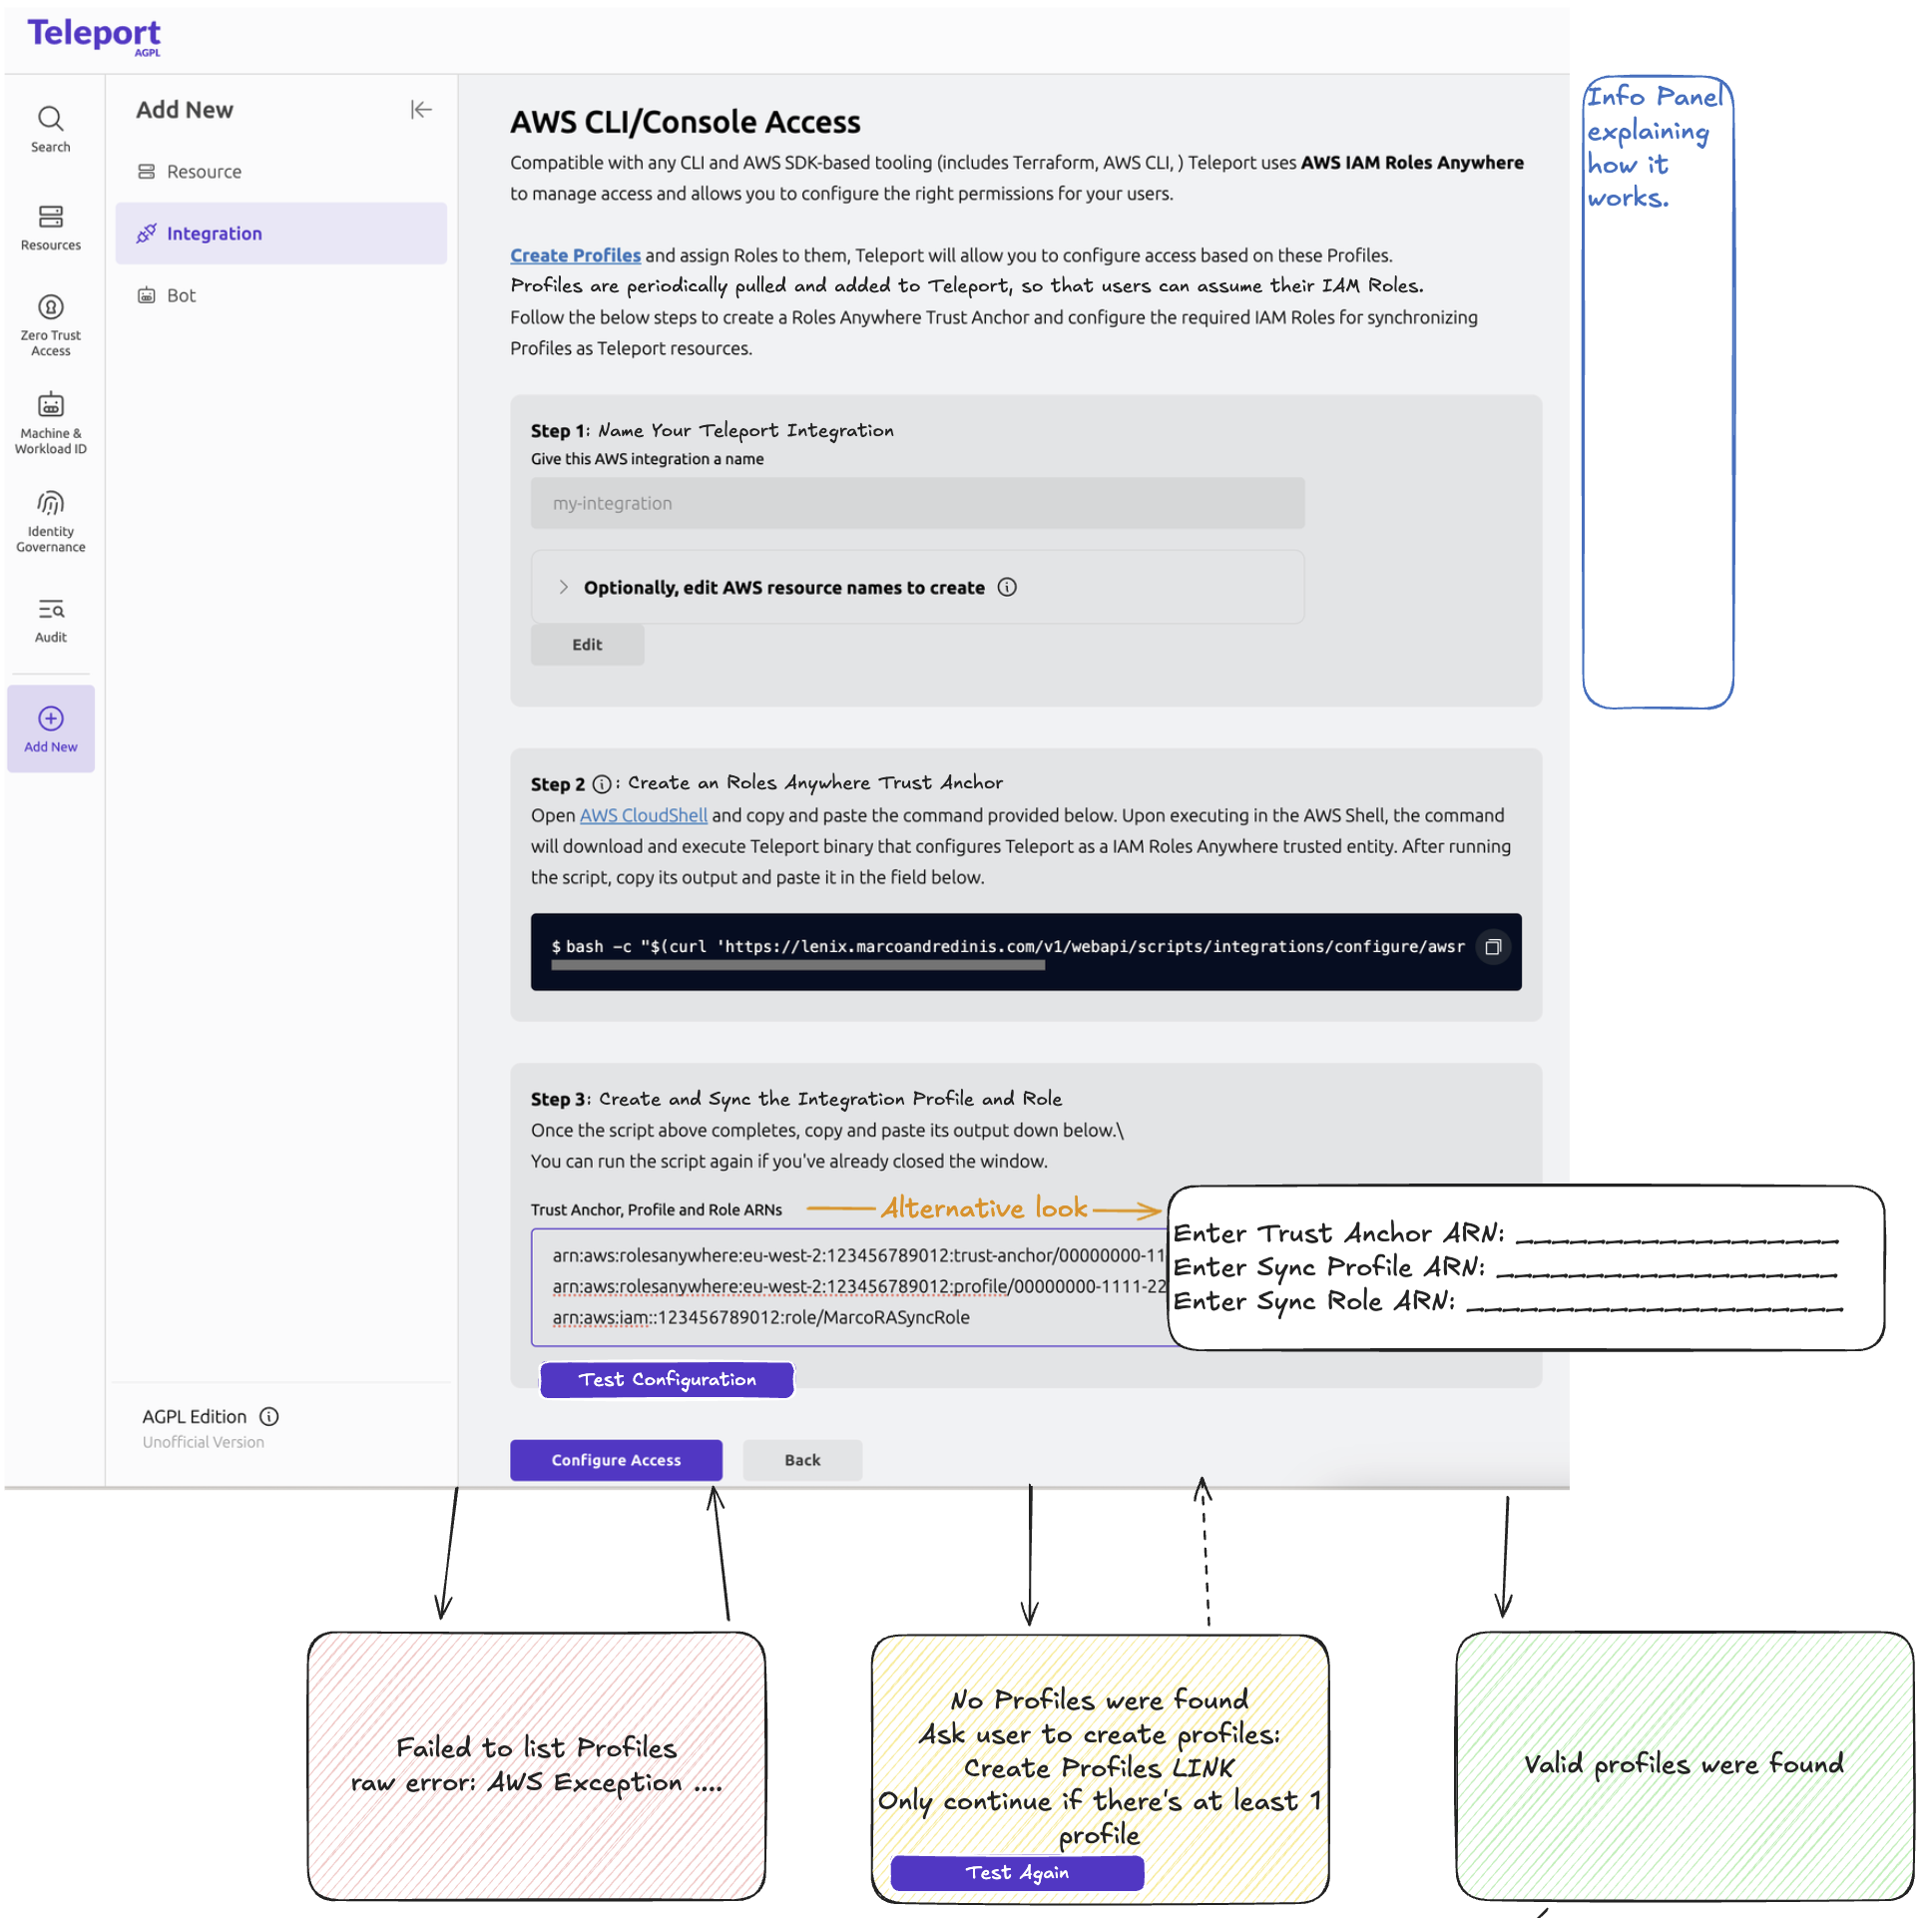 Teleport
AGPL
Search
Resources
Zero Trust
Access
Machine &
Workload ID
Identity
Governance
Audit
Add New
Add New
Resource
Integration
Bot
AGPL Edition
Unofficial Version
AWS CLI/Console Access
Compatible with any CLI and AWS SDK-based tooling (includes Terraform, AWS CLI, ) Teleport uses AWS IAM Roles Anywhere
to manage access and allows you to configure the right permissions for your users.
Create Profiles and assign Roles to them, Teleport will allow you to configure access based on these Profiles.
Profiles are periodically pulled and added to Teleport, so that users can assume their IAM Roles.
Follow the below steps to create a Roles Anywhere Trust Anchor and configure the required IAM Roles for synchronizing
Profiles as Teleport resources.
Step 1: Name Your Teleport Integration
Give this AWS integration a name
my-integration
Optionally, edit AWS resource names to create
Edit
Step 2 : Create an Roles Anywhere Trust Anchor
Open AWS CloudShell and copy and paste the command provided below. Upon executing in the AWS Shell, the command
will download and execute Teleport binary that configures Teleport as a IAM Roles Anywhere trusted entity. After running
the script, copy its output and paste it in the field below.
$ bash -c "$(curl 'https://lenix.marcoandredinis.com/v1/webapi/scripts/integrations/configure/awsr
Step 3: Create and Sync the Integration Profile and Role
Once the script above completes, copy and paste its output down below.\
You can run the script again if you've already closed the window.
Trust Anchor, Profile and Role ARNs
Alternative look
arn:aws:rolesanywhere:eu-west-2:123456789012:trust-anchor/00000000-11
arn:aws:rolesanywhere:eu-west-2:123456789012:profile/00000000-1111-22
arn:aws:iam::123456789012:role/MarcoRASyncRole
Enter Trust Anchor ARN: ___________________
Enter Sync Profile ARN: ____________________
Enter Sync Role ARN: ______________________
Test Configuration
Configure Access
Back
Info Panel
explaining
how it
works.
Failed to list Profiles
raw error: AWS Exception ....
No Profiles were found
Ask user to create profiles:
Create Profiles LINK
Only continue if there's at least 1
profile
Test Again
Valid profiles were found